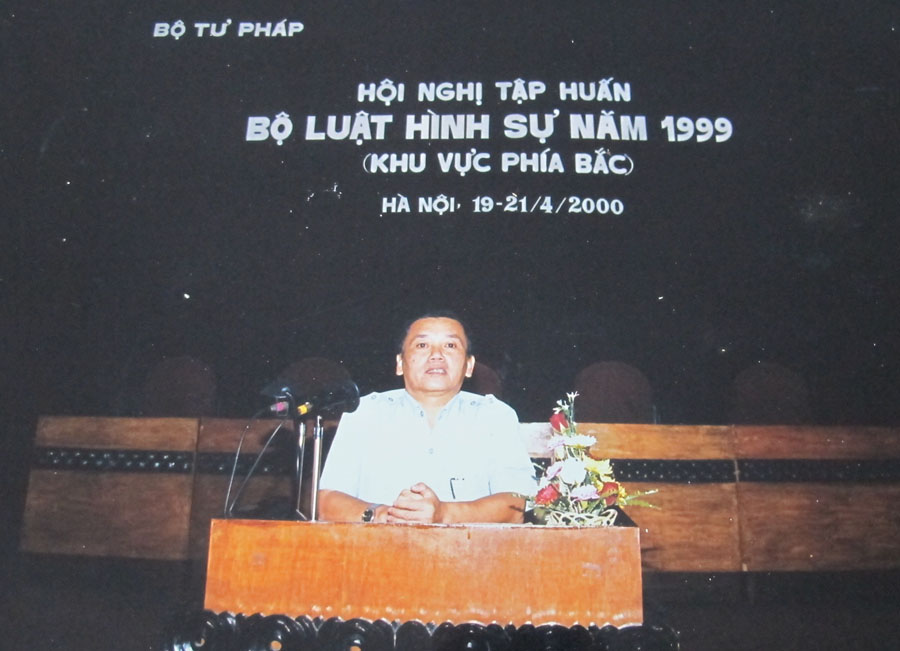 BỘ TƯ PHÁP
HỘI NGHỊ TẬP HUẤN
BỘ LUẬT HÌNH SỰ NĂM 1999
(KHU VỰC PHÍA BẮC)
HÀ NỘI, 19-21/4/2000